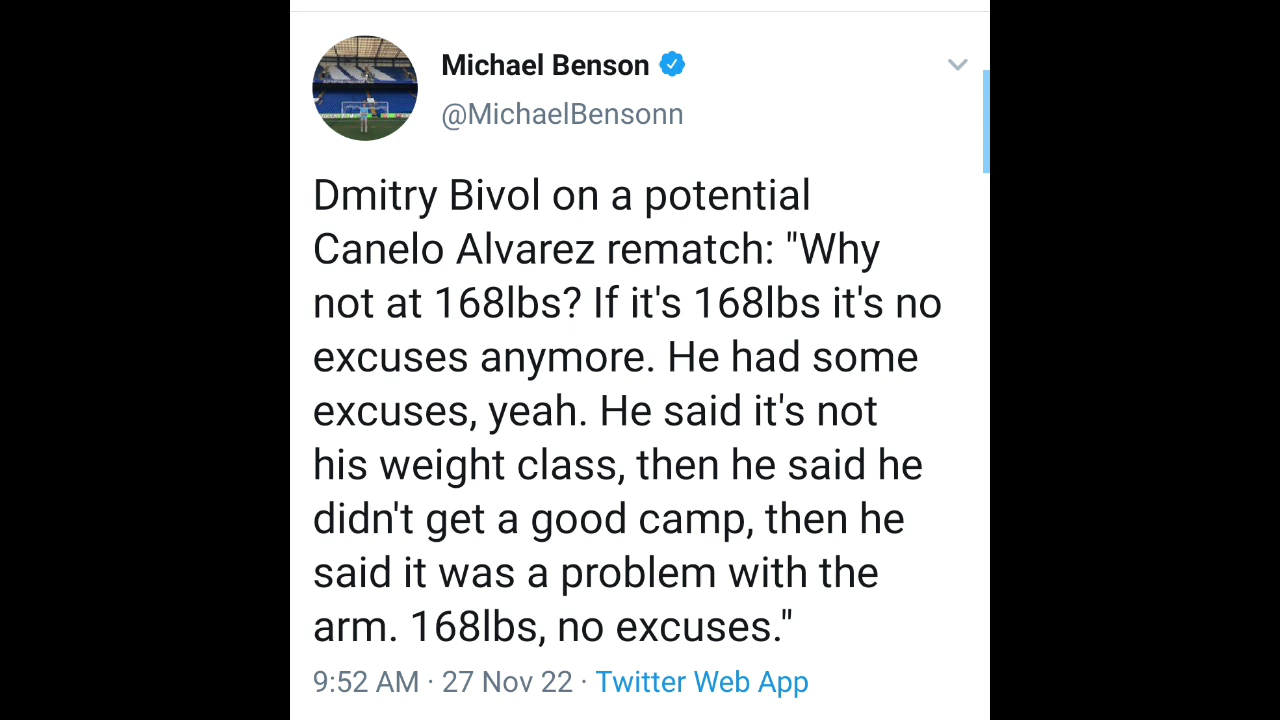 Michael Benson
@MichaelBensonn
Dmitry Bivol on a potential
Canelo Alvarez rematch: "Why
not at 168lbs? If it's 168lbs it's no
excuses anymore. He had some
excuses, yeah. He said it's not
his weight class, then he said he
didn't get a good camp, then he
said it was a problem with the
arm. 168lbs, no excuses."
9:52 AM · 27 Nov 22 · Twitter Web App